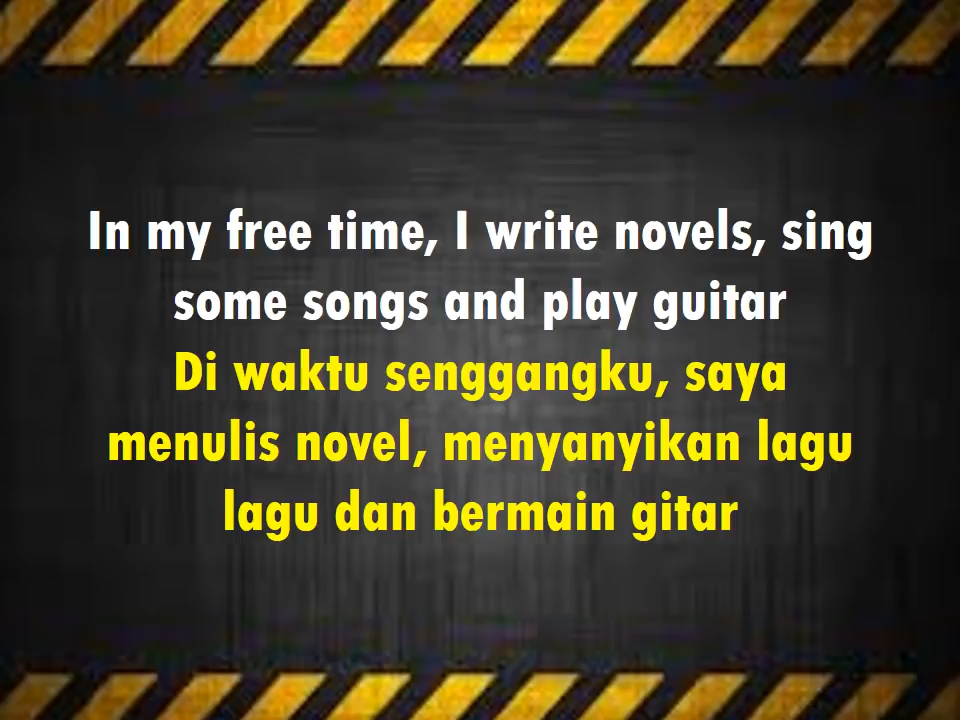 In my free time, I write novels, sing
some songs and play guitar
Di waktu senggangku, saya
menulis novel, menyanyikan lagu
lagu dan bermain gitar